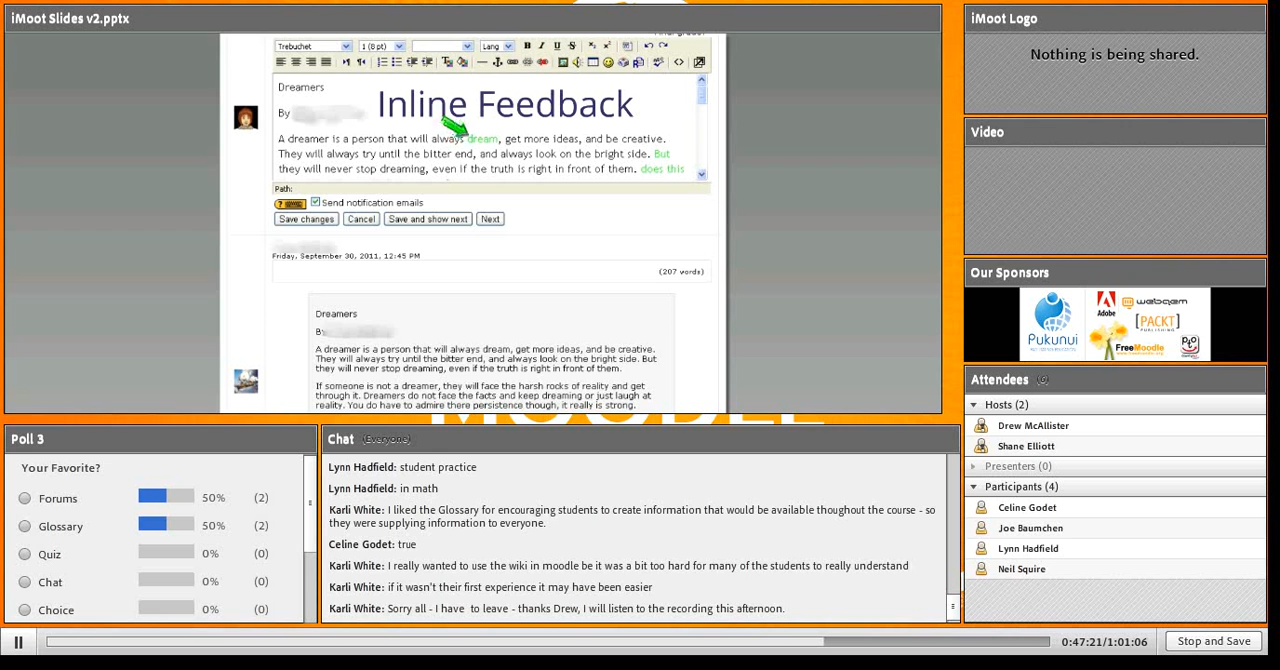 iMoot Slides v2.pptx
Trebuchet 1 (8 pt) Lang B I U S
Dreamers
By
Inline Feedback
A dreamer is a person that will always dream, get more ideas, and be creative.
They will always try until the bitter end, and always look on the bright side. But
they will never stop dreaming, even if the truth is right in front of them. does this
Path:
Send notification emails
Save changes Cancel Save and show next Next
Friday, September 30, 2011, 12:45 PM
(207 words)
Dreamers
By
A dreamer is a person that will always dream, get more ideas, and be creative.
They will always try until the bitter end, and always look on the bright side. But
they will never stop dreaming, even if the truth is right in front of them.
If someone is not a dreamer, they will face the harsh rocks of reality and get
through it. Dreamers do not face the facts and keep dreaming or just laugh at
reality. You do have to admire there persistence though, it really is strong.
iMoot Logo
Nothing is being shared.
Video
Our Sponsors
Pukunui
Adobe
webqem
[PACKT]
PUBLISHING
FreeMoodle
Attendees (6)
Hosts (2)
Drew McAllister
Shane Elliott
Presenters (0)
Participants (4)
Celine Godet
Joe Baumchen
Lynn Hadfield
Neil Squire
MOODLE
Poll 3
Your Favorite?
Forums 50% (2)
Glossary 50% (2)
Quiz 0% (0)
Chat 0% (0)
Choice 0% (0)
Chat (Everyone)
Lynn Hadfield: student practice
Lynn Hadfield: in math
Karli White: I liked the Glossary for encouraging students to create information that would be available thoughout the course - so
they were supplying information to everyone.
Celine Godet: true
Karli White: I really wanted to use the wiki in moodle be it was a bit too hard for many of the students to really understand
Karli White: if it wasn't their first experience it may have been easier
Karli White: Sorry all - I have to leave - thanks Drew, I will listen to the recording this afternoon.
0:47:21/1:01:06
Stop and Save